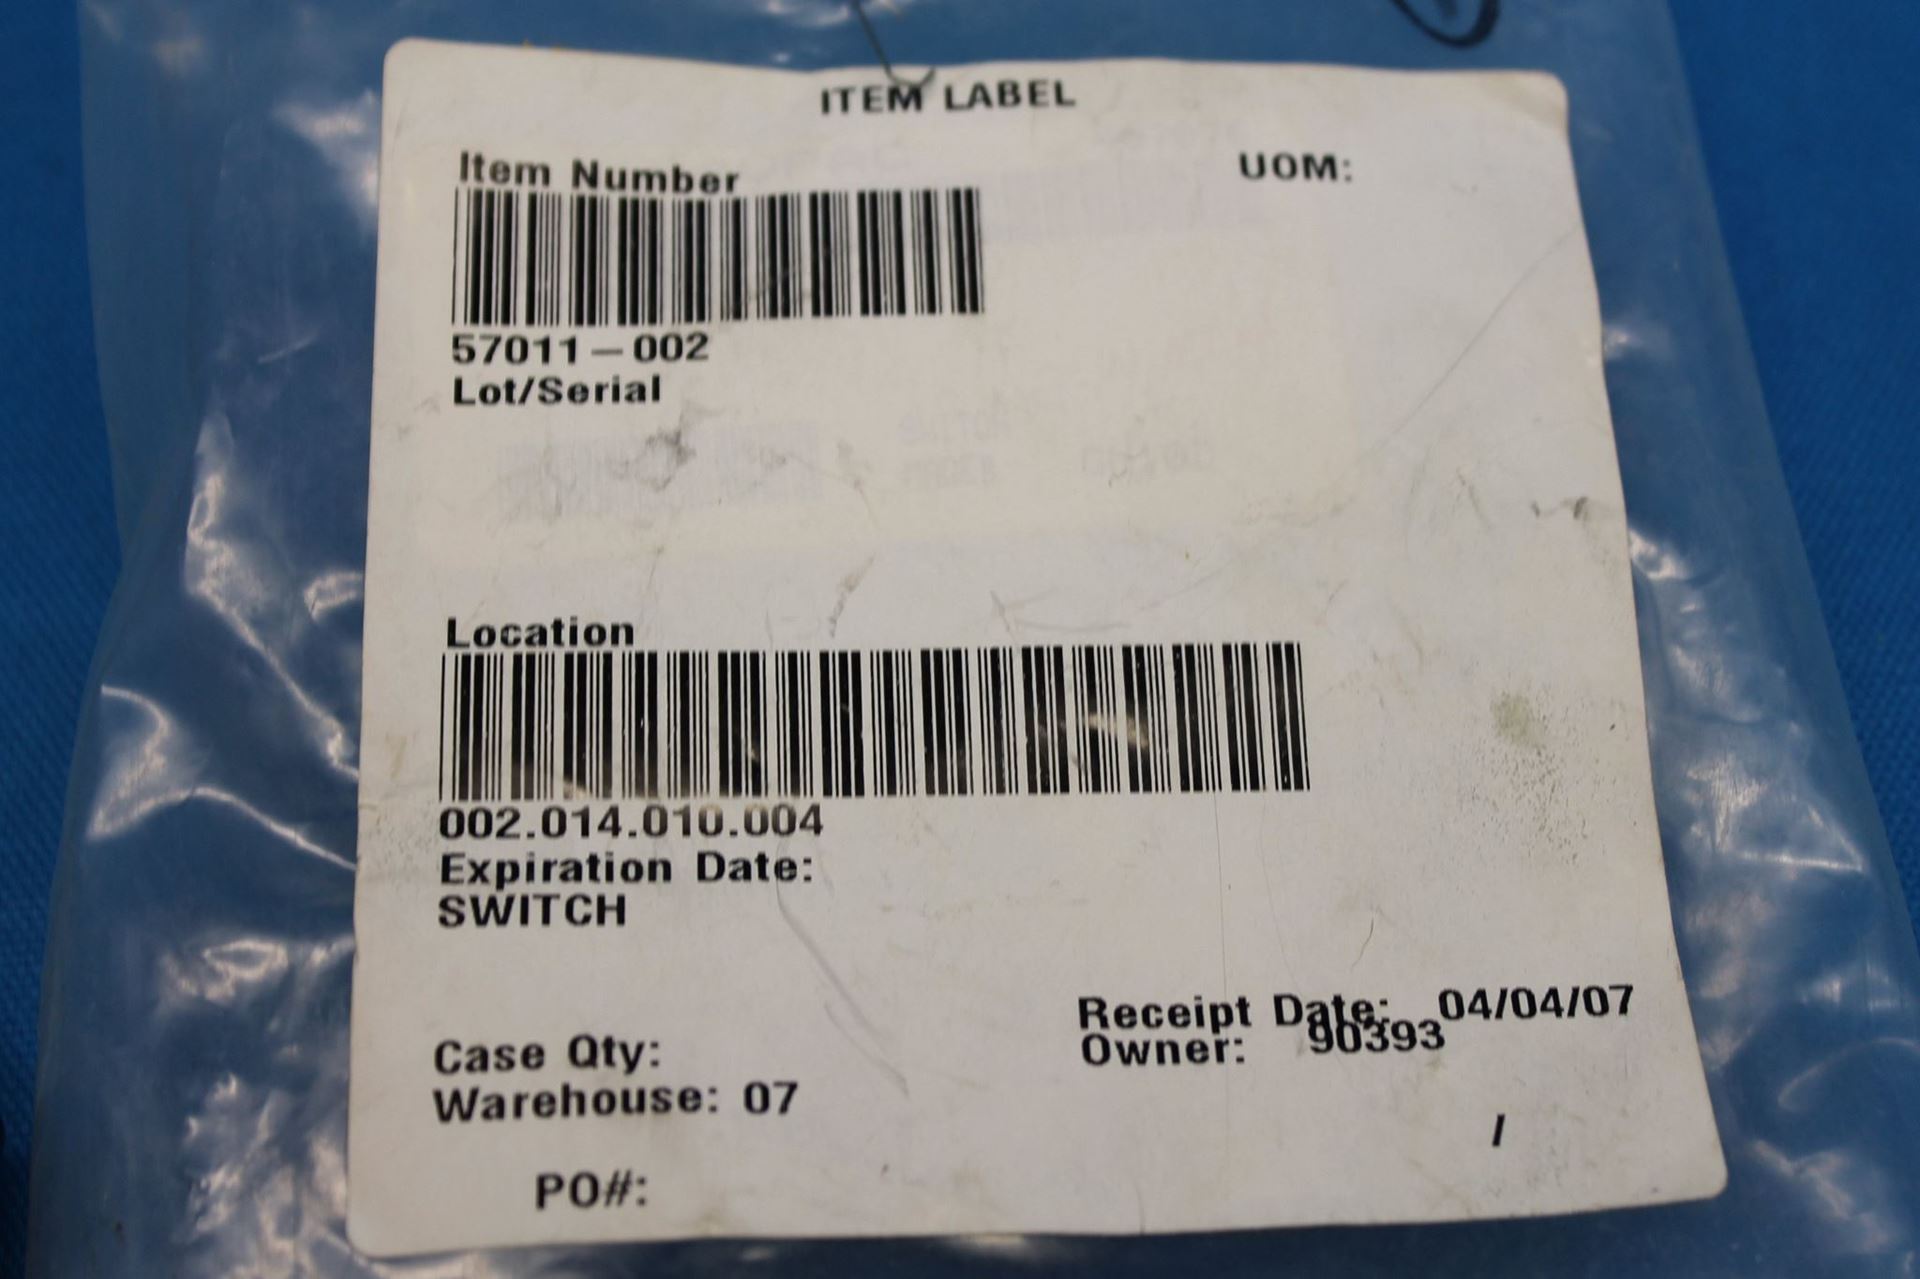 ITEM LABEL
Item Number
UOM:
57011-002
Lot/Serial
Location
002.014.010.004
Expiration Date:
SWITCH
Receipt Date: 04/04/07
Owner: 90393
Case Qty:
Warehouse: 07
/
PO#: